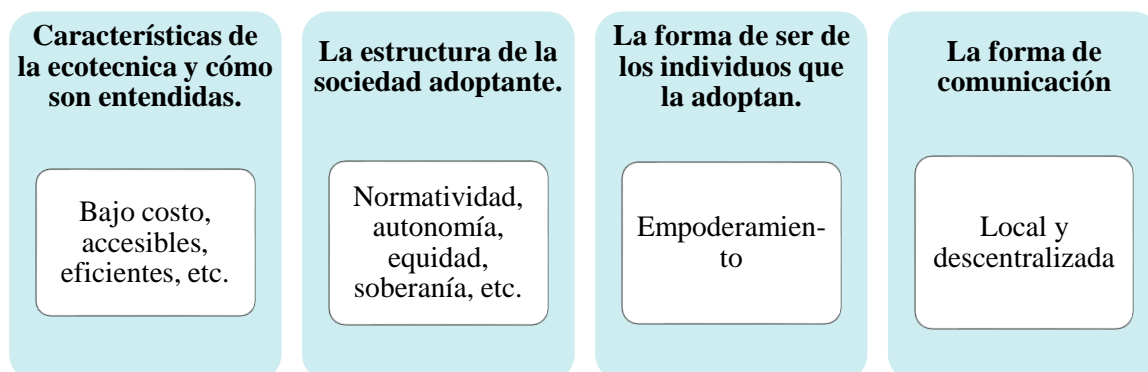 Características de
la ecotecnica y cómo
son entendidas.
Bajo costo,
accesibles,
eficientes, etc.
La estructura de la
sociedad adoptante.
Normatividad,
autonomía,
equidad,
soberanía, etc.
La forma de ser de
los individuos que
la adoptan.
Empoderamien-
to
La forma de
comunicación
Local y
descentralizada